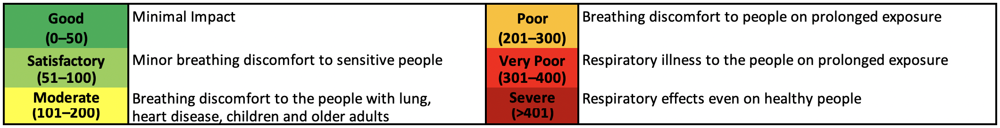 Good
(0–50)
Minimal Impact
Satisfactory
(51–100)
Minor breathing discomfort to sensitive people
Moderate
(101–200)
Breathing discomfort to the people with lung,
heart disease, children and older adults
Poor
(201–300)
Breathing discomfort to people on prolonged exposure
Very Poor
(301–400)
Respiratory illness to the people on prolonged exposure
Severe
(>401)
Respiratory effects even on healthy people